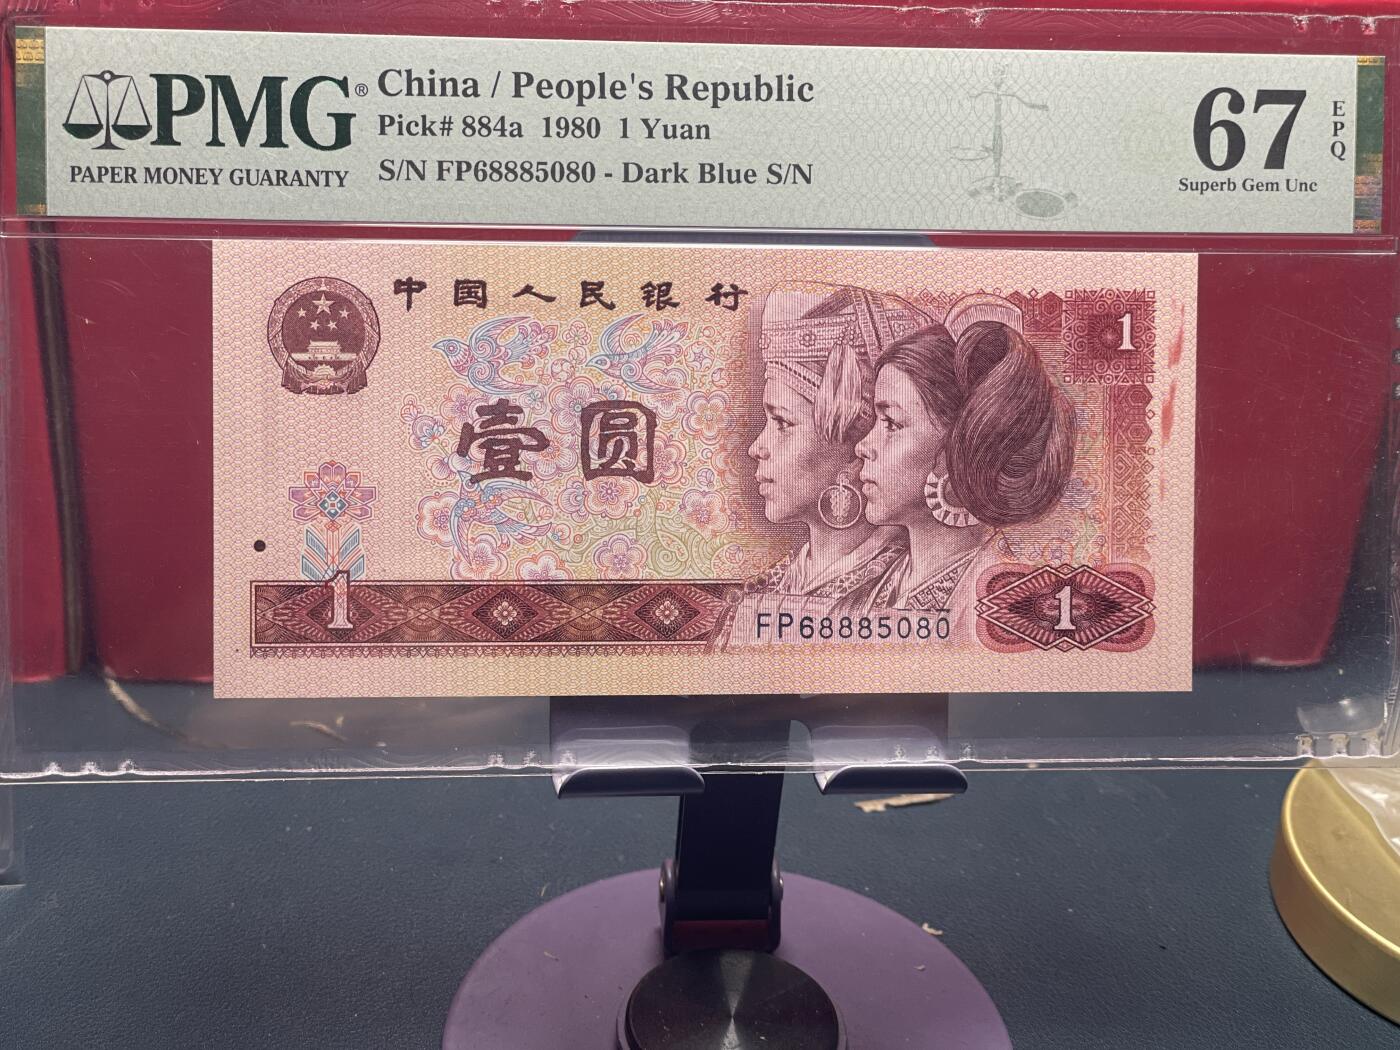 PMG®
PAPER MONEY GUARANTY
China / People's Republic
Pick# 884a 1980 1 Yuan
S/N FP68885080 - Dark Blue S/N
67
EPQ
Superb Gem Unc
中国人民银行
1
壹圆
1
FP68885080
1